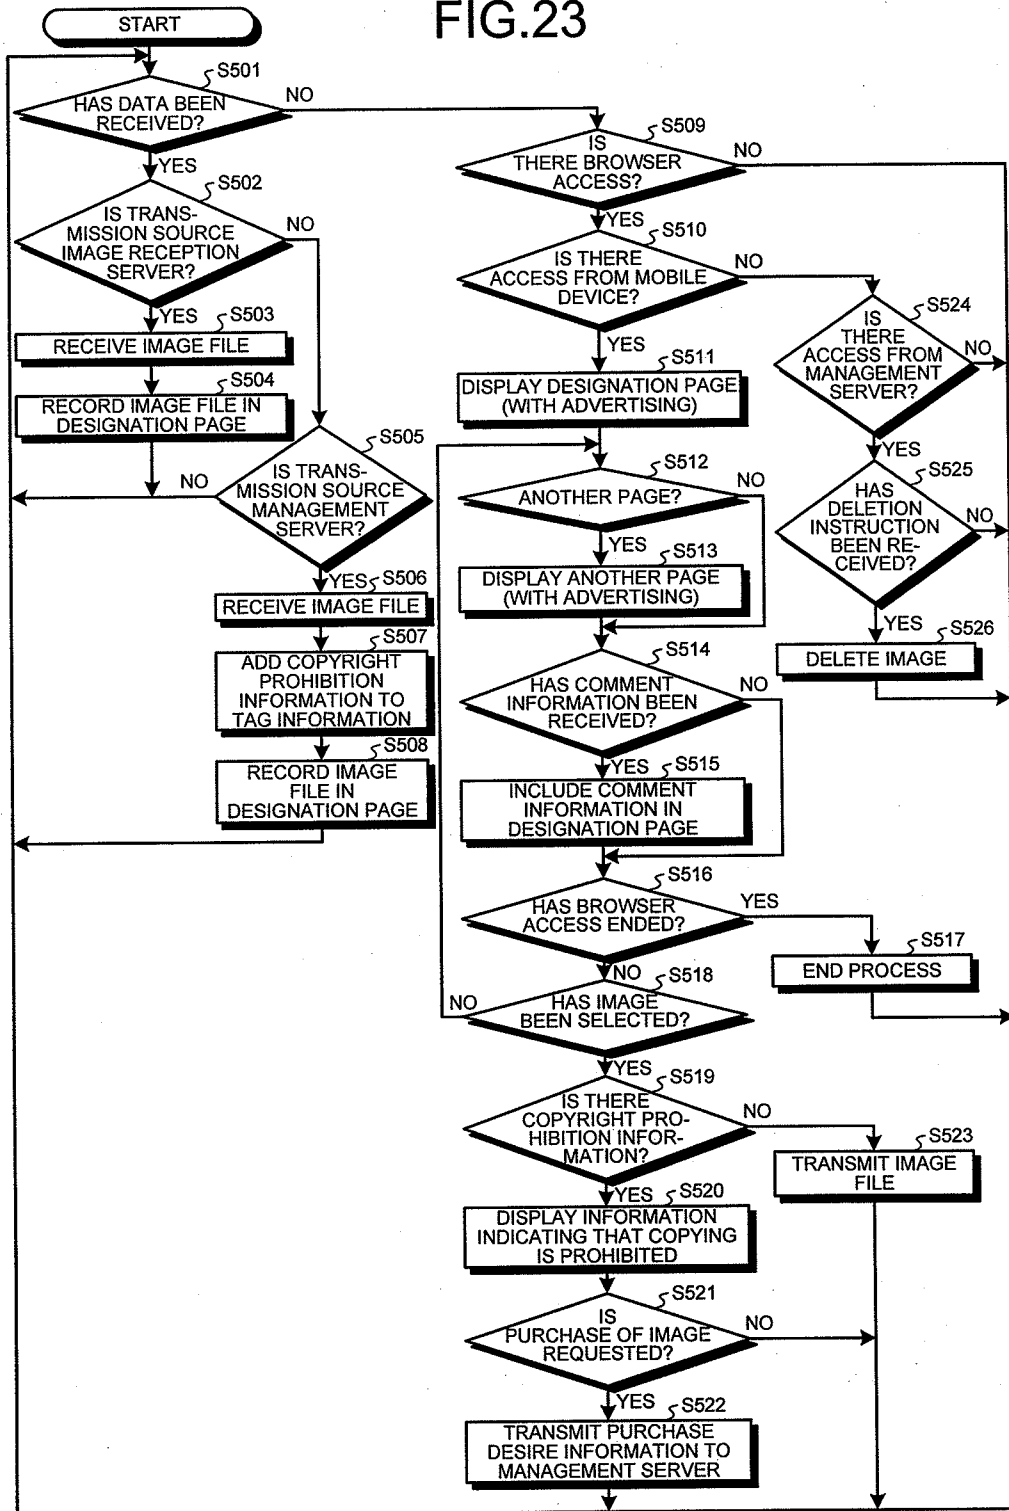 FIG.23
START
S501
HAS DATA BEEN
RECEIVED?
NO
YES
S502
IS TRANS-
MISSION SOURCE
IMAGE RECEPTION
SERVER?
NO
YES
S503
RECEIVE IMAGE FILE
S504
RECORD IMAGE FILE IN
DESIGNATION PAGE
S505
IS TRANS-
MISSION SOURCE
MANAGEMENT
SERVER?
NO
YES
S506
RECEIVE IMAGE FILE
S507
ADD COPYRIGHT
PROHIBITION
INFORMATION TO
TAG INFORMATION
S508
RECORD IMAGE
FILE IN
DESIGNATION PAGE
S509
IS
THERE BROWSER
ACCESS?
NO
YES
S510
IS THERE
ACCESS FROM MOBILE
DEVICE?
NO
YES
S511
DISPLAY DESIGNATION PAGE
(WITH ADVERTISING)
S512
ANOTHER PAGE?
NO
YES
S513
DISPLAY ANOTHER PAGE
(WITH ADVERTISING)
S514
HAS COMMENT
INFORMATION BEEN
RECEIVED?
NO
YES
S515
INCLUDE COMMENT
INFORMATION IN
DESIGNATION PAGE
S516
HAS BROWSER
ACCESS ENDED?
YES
NO
S517
END PROCESS
S518
HAS IMAGE
BEEN SELECTED?
NO
YES
S519
IS THERE
COPYRIGHT PRO-
HIBITION INFOR-
MATION?
NO
YES
S520
DISPLAY INFORMATION
INDICATING THAT COPYING
IS PROHIBITED
S521
IS
PURCHASE OF IMAGE
REQUESTED?
NO
YES
S522
TRANSMIT PURCHASE
DESIRE INFORMATION TO
MANAGEMENT SERVER
S523
TRANSMIT IMAGE
FILE
S524
IS
THERE
ACCESS FROM
MANAGEMENT
SERVER?
NO
YES
S525
HAS
DELETION
INSTRUCTION
BEEN RE-
CEIVED?
NO
YES
S526
DELETE IMAGE